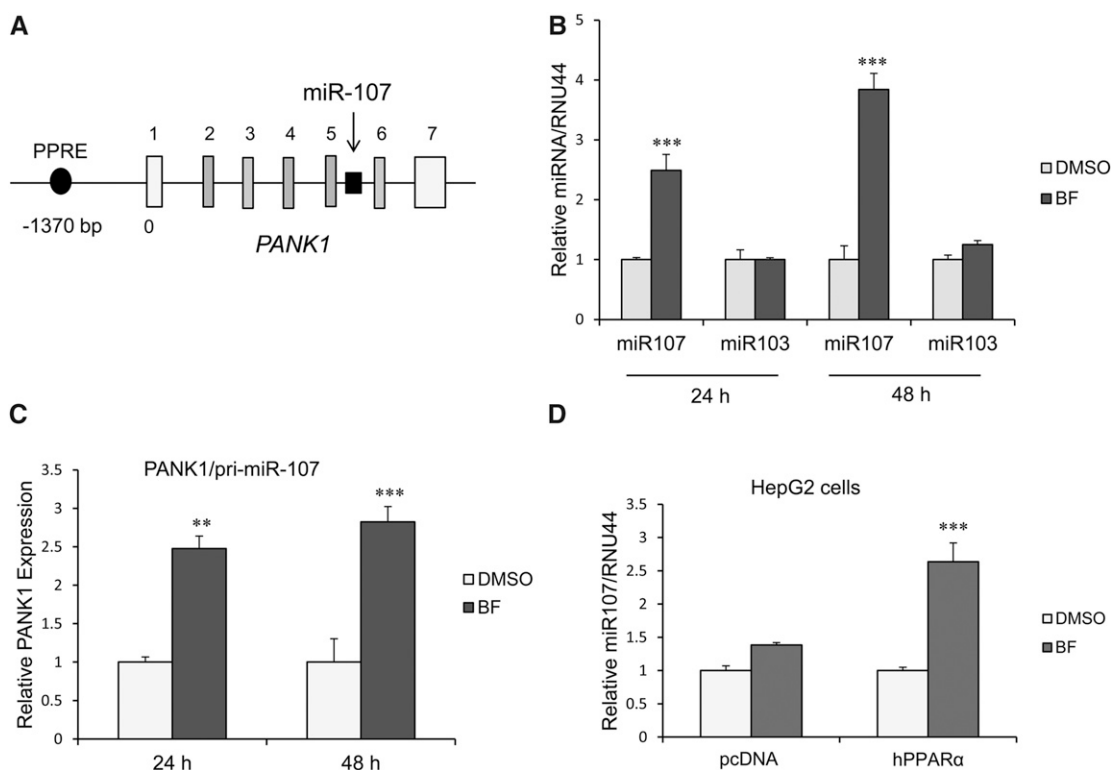 A
miR-107
1 2 3 4 5 6 7
PPRE
-1370 bp 0
PANK1
B
Relative miRNA/RNU44
5
4
3
2
1
0
***
***
DMSO
BF
miR107 miR103 miR107 miR103
24 h 48 h
C
PANK1/pri-miR-107
Relative PANK1 Expression
3.5
3
2.5
2
1.5
1
0.5
0
**
***
DMSO
BF
24 h 48 h
D
HepG2 cells
Relative miR107/RNU44
3.5
3
2.5
2
1.5
1
0.5
0
***
DMSO
BF
pcDNA hPPARα